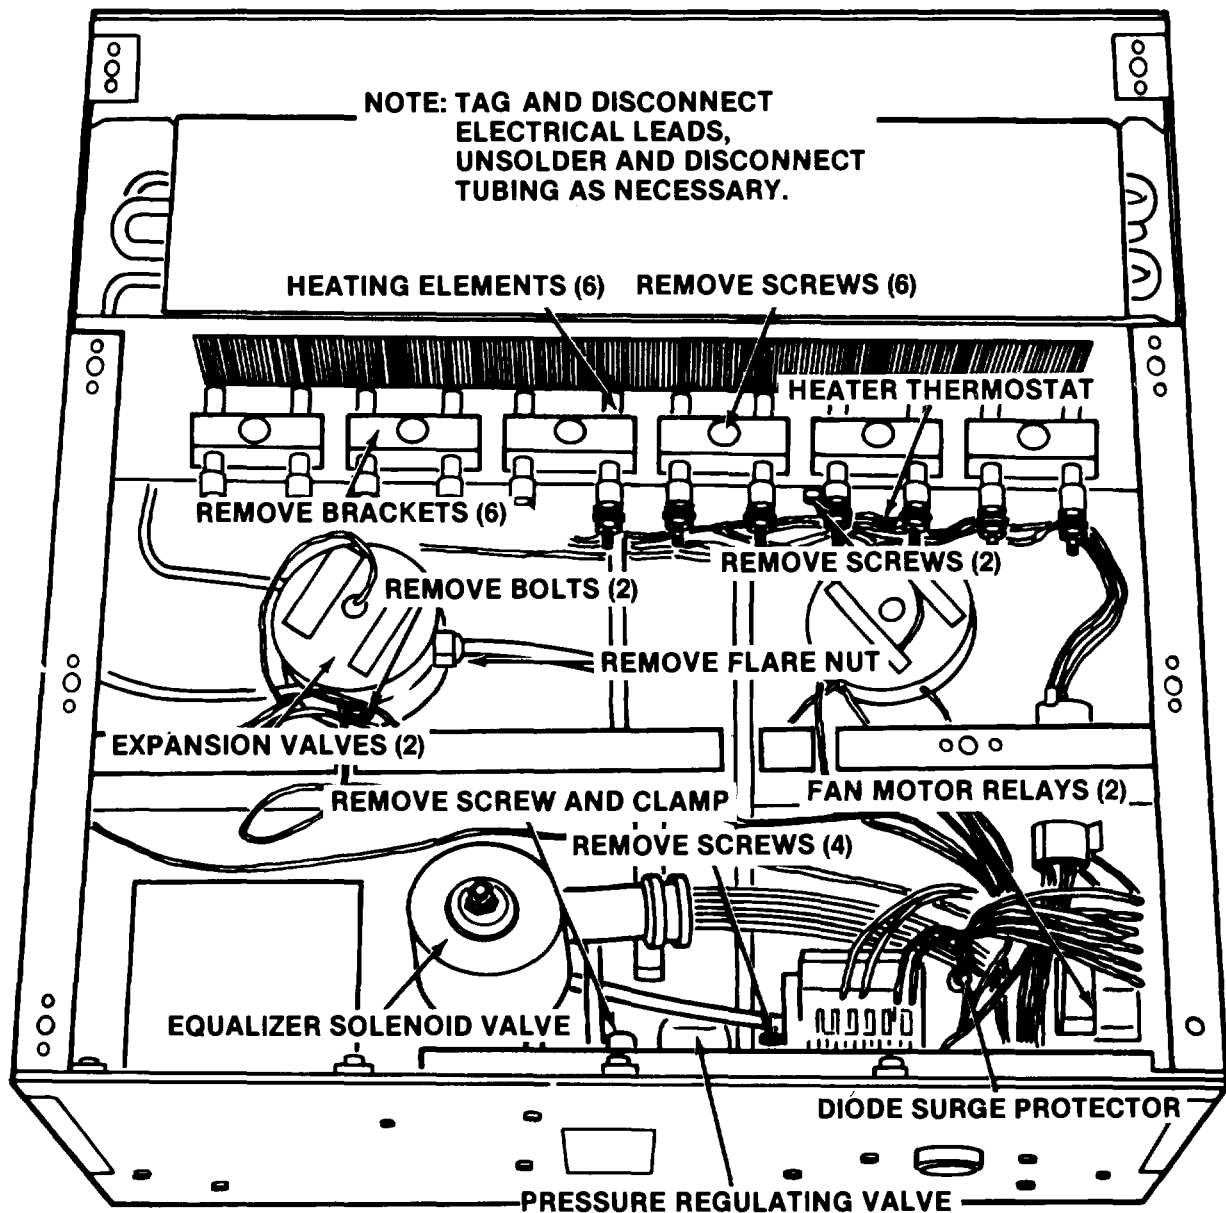 NOTE: TAG AND DISCONNECT
ELECTRICAL LEADS,
UNSOLDER AND DISCONNECT
TUBING AS NECESSARY.
HEATING ELEMENTS (6)
REMOVE SCREWS (6)
HEATER THERMOSTAT
REMOVE BRACKETS (6)
REMOVE SCREWS (2)
REMOVE BOLTS (2)
REMOVE FLARE NUT
EXPANSION VALVES (2)
REMOVE SCREW AND CLAMP
FAN MOTOR RELAYS (2)
REMOVE SCREWS (4)
EQUALIZER SOLENOID VALVE
DIODE SURGE PROTECTOR
PRESSURE REGULATING VALVE